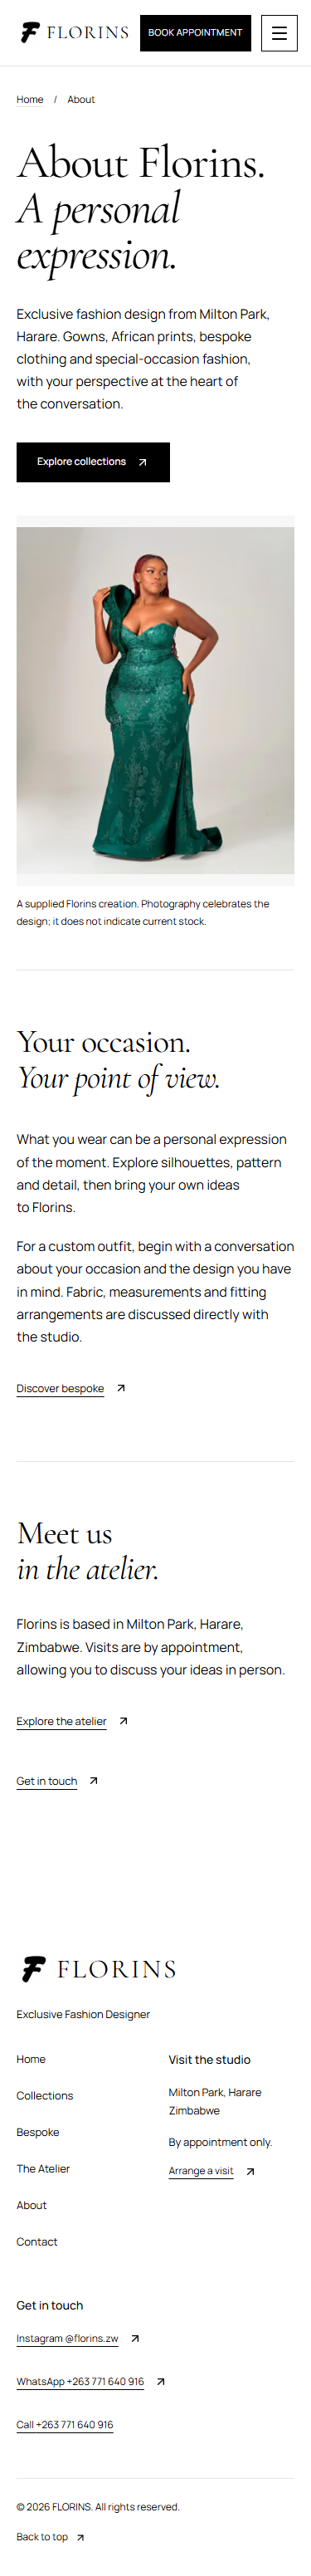 FLORINS
BOOK APPOINTMENT
Home / About
About Florins.
A personal
expression.
Exclusive fashion design from Milton Park,
Harare. Gowns, African prints, bespoke
clothing and special-occasion fashion,
with your perspective at the heart of
the conversation.
Explore collections
A supplied Florins creation. Photography celebrates the
design; it does not indicate current stock.
Your occasion.
Your point of view.
What you wear can be a personal expression
of the moment. Explore silhouettes, pattern
and detail, then bring your own ideas
to Florins.
For a custom outfit, begin with a conversation
about your occasion and the design you have
in mind. Fabric, measurements and fitting
arrangements are discussed directly with
the studio.
Discover bespoke
Meet us
in the atelier.
Florins is based in Milton Park, Harare,
Zimbabwe. Visits are by appointment,
allowing you to discuss your ideas in person.
Explore the atelier
Get in touch
FLORINS
Exclusive Fashion Designer
Home
Collections
Bespoke
The Atelier
About
Contact
Visit the studio
Milton Park, Harare
Zimbabwe
By appointment only.
Arrange a visit
Get in touch
Instagram @florins.zw
WhatsApp +263 771 640 916
Call +263 771 640 916
© 2026 FLORINS. All rights reserved.
Back to top